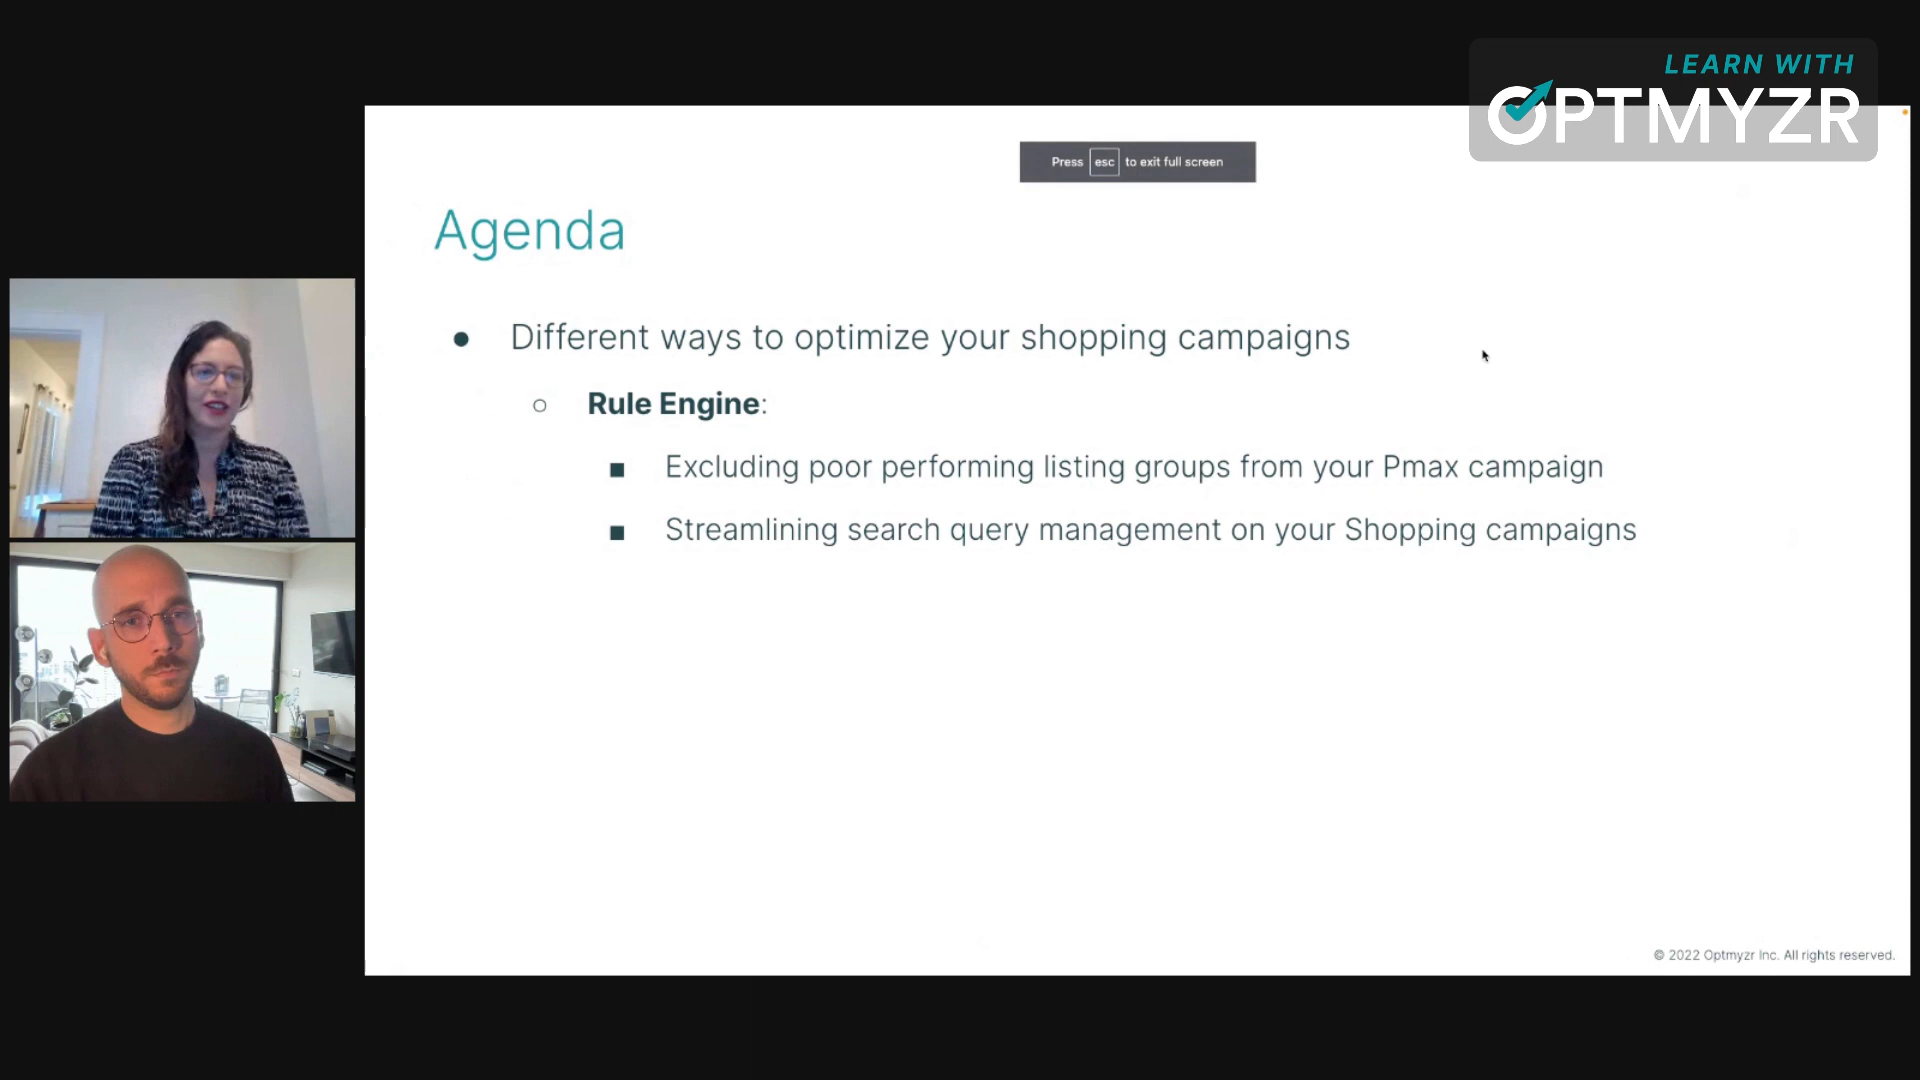 LEARN WITH
OPTMYZR
Press esc to exit full screen
Agenda
● Different ways to optimize your shopping campaigns
○ Rule Engine:
■ Excluding poor performing listing groups from your Pmax campaign
■ Streamlining search query management on your Shopping campaigns
© 2022 Optmyzr Inc. All rights reserved.